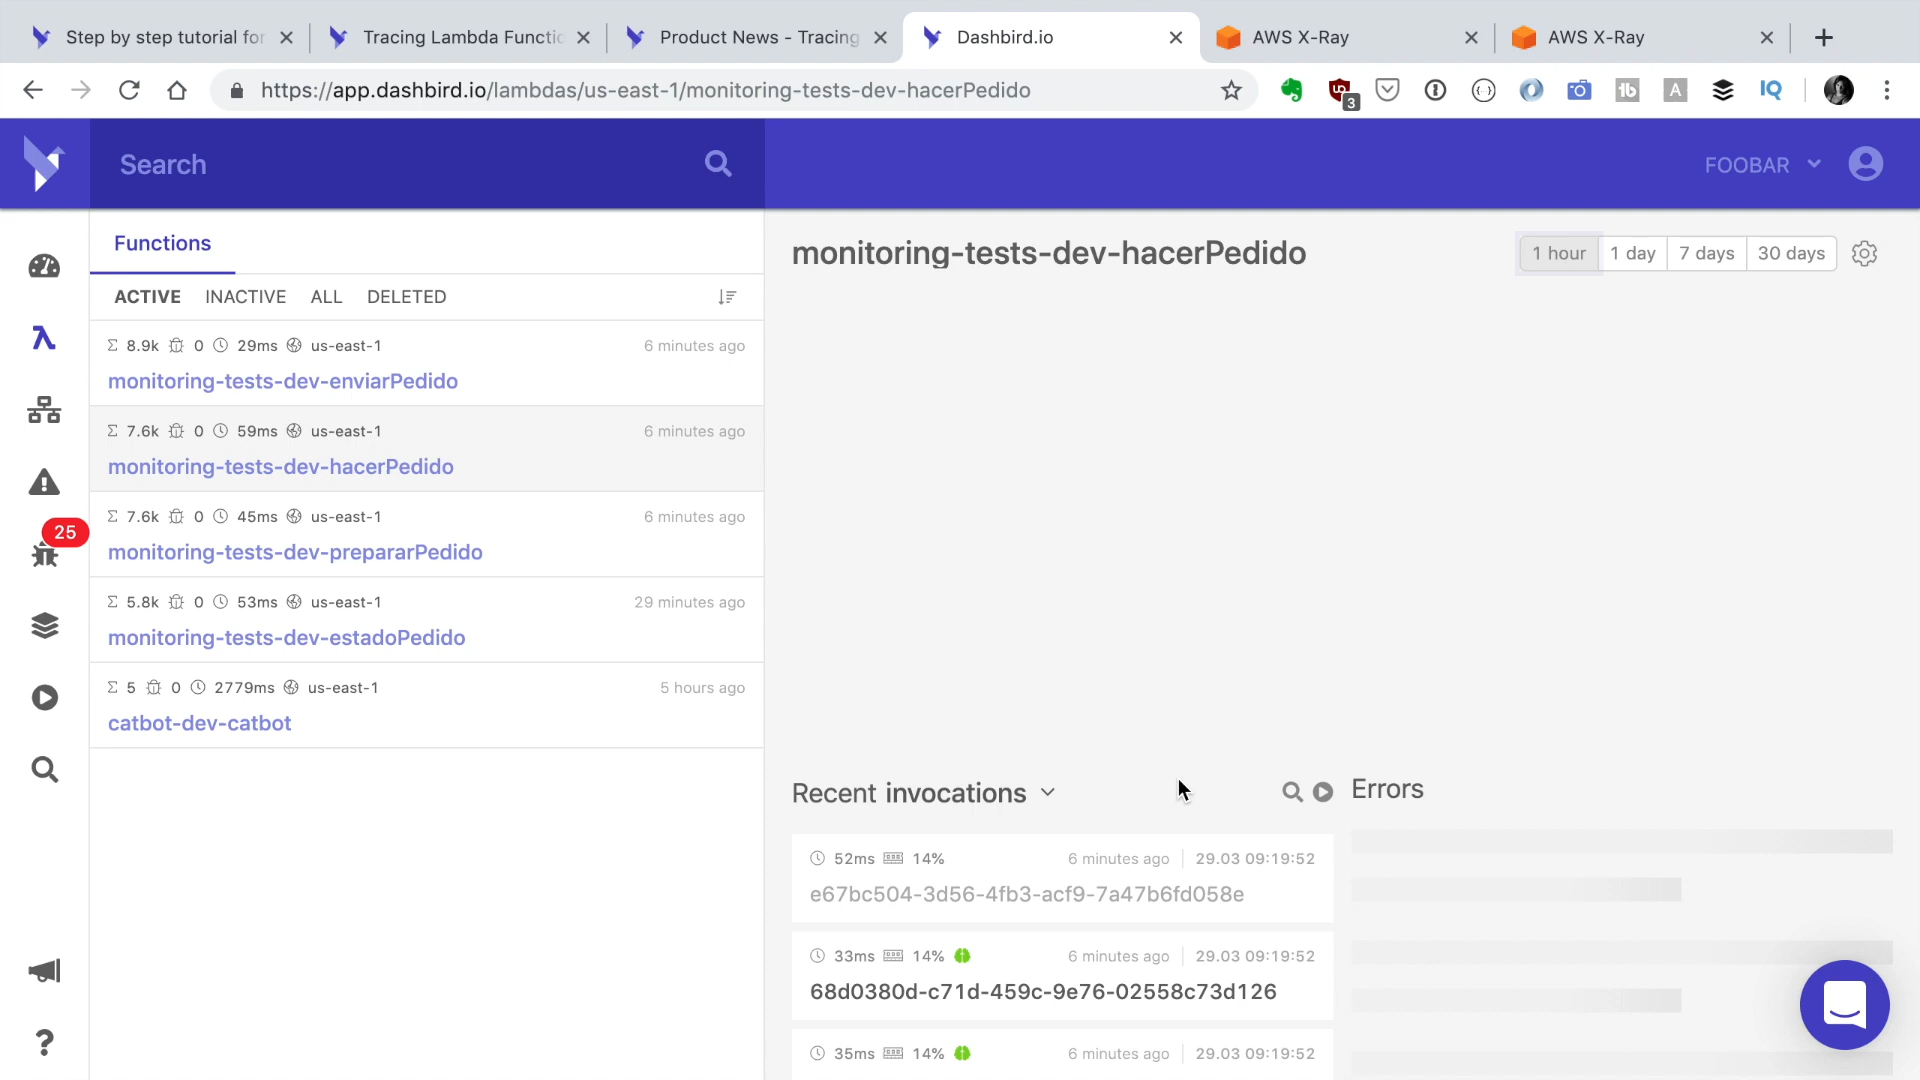 Step by step tutorial for
Tracing Lambda Functio
Product News - Tracing
Dashbird.io
AWS X-Ray
AWS X-Ray
https://app.dashbird.io/lambdas/us-east-1/monitoring-tests-dev-hacerPedido
3
Search
FOOBAR
Functions
ACTIVE INACTIVE ALL DELETED
Σ 8.9k 0 29ms us-east-1 6 minutes ago
monitoring-tests-dev-enviarPedido
Σ 7.6k 0 59ms us-east-1 6 minutes ago
monitoring-tests-dev-hacerPedido
Σ 7.6k 0 45ms us-east-1 6 minutes ago
monitoring-tests-dev-prepararPedido
Σ 5.8k 0 53ms us-east-1 29 minutes ago
monitoring-tests-dev-estadoPedido
Σ 5 0 2779ms us-east-1 5 hours ago
catbot-dev-catbot
25
monitoring-tests-dev-hacerPedido
1 hour 1 day 7 days 30 days
Recent invocations
52ms 14% 6 minutes ago 29.03 09:19:52
e67bc504-3d56-4fb3-acf9-7a47b6fd058e
33ms 14% 6 minutes ago 29.03 09:19:52
68d0380d-c71d-459c-9e76-02558c73d126
35ms 14% 6 minutes ago 29.03 09:19:52
Errors